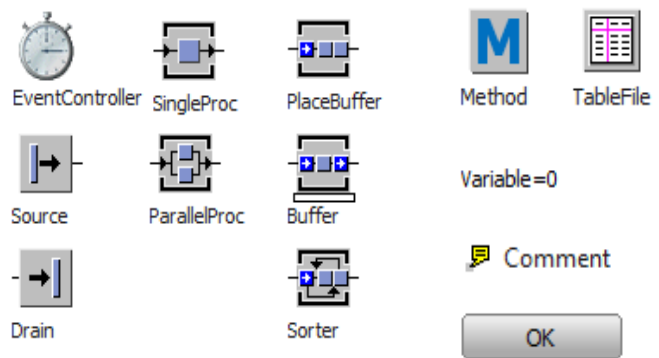 EventController SingleProc PlaceBuffer
M
Method TableFile
Source ParallelProc Buffer
Variable=0
Comment
Drain Sorter
OK